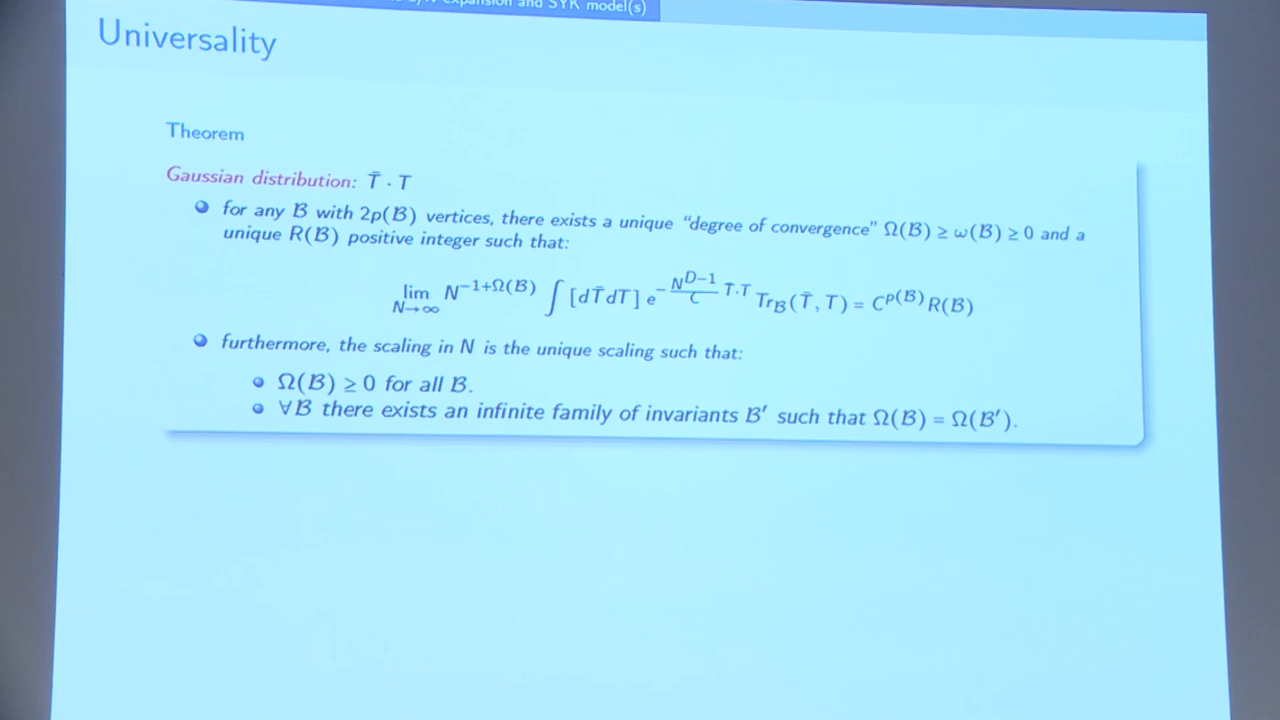 expansion and SYK model(s)
Universality
Theorem
Gaussian distribution: T̄ · T
for any B with 2p(B) vertices, there exists a unique "degree of convergence" Ω(B) ≥ ω(B) ≥ 0 and a
unique R(B) positive integer such that:
lim_{N→∞} N^{-1+Ω(B)} ∫ [dT̄dT] e^{-\frac{N^{D-1}}{C} T̄·T} Tr_B(T̄, T) = C^{p(B)} R(B)
furthermore, the scaling in N is the unique scaling such that:
Ω(B) ≥ 0 for all B.
∀B there exists an infinite family of invariants B′ such that Ω(B) = Ω(B′).